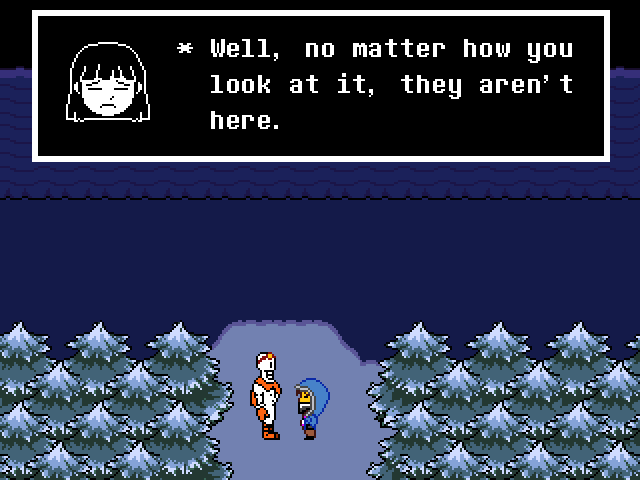 * Well, no matter how you
look at it, they aren't
here.